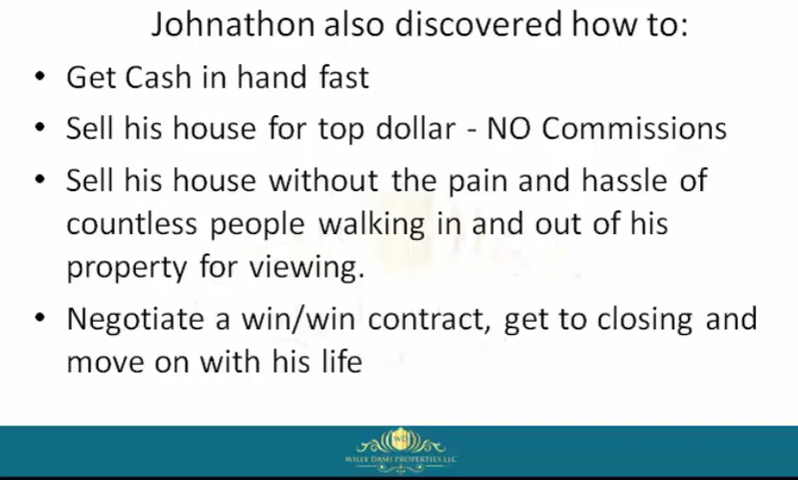 Johnathon also discovered how to:
• Get Cash in hand fast
• Sell his house for top dollar - NO Commissions
• Sell his house without the pain and hassle of
countless people walking in and out of his
property for viewing.
• Negotiate a win/win contract, get to closing and
move on with his life
PROPERTIES LLC